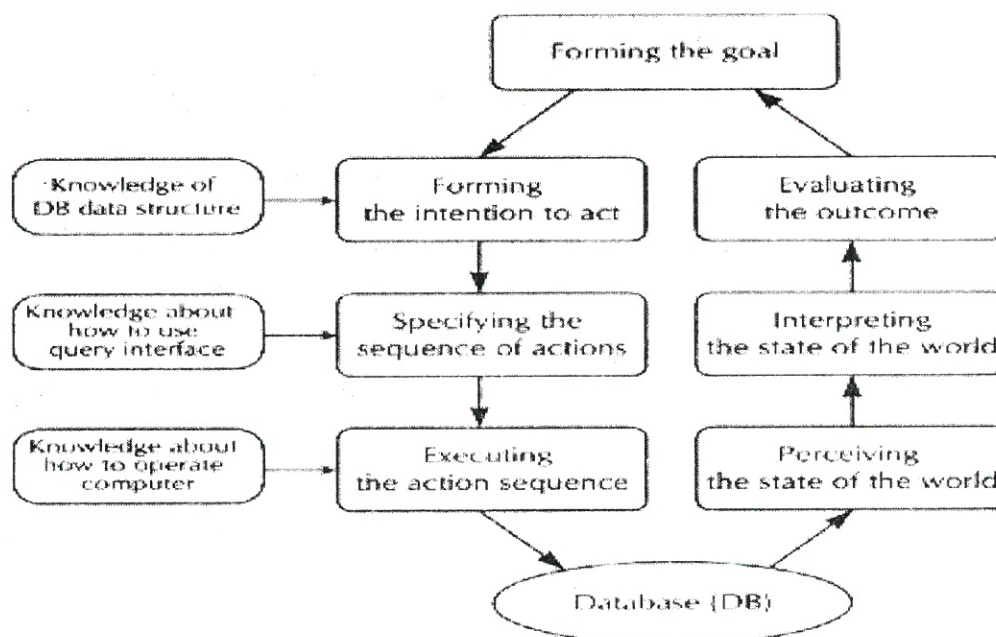 Forming the goal
Knowledge of
DB data structure
Forming
the intention to act
Evaluating
the outcome
Knowledge about
how to use
query interface
Specifying the
sequence of actions
Interpreting
the state of the world
Knowledge about
how to operate
computer
Executing
the action sequence
Perceiving
the state of the world
Database (DB)